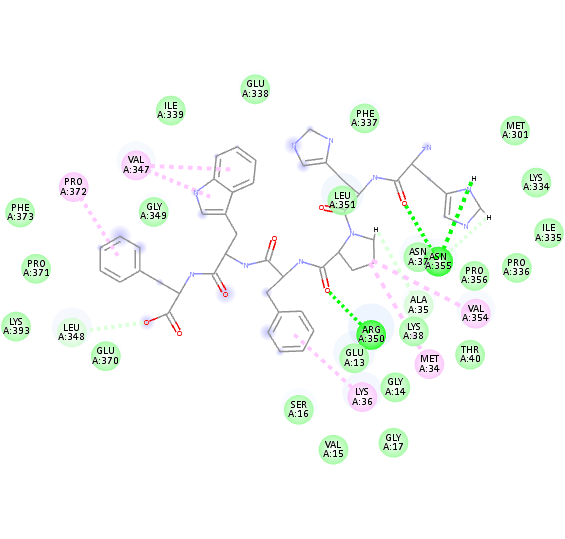 GLU
A:338
ILE
A:339
PHE
A:337
MET
A:301
VAL
A:347
LYS
A:334
PRO
A:372
LEU
A:351
PHE
A:373
GLY
A:349
ILE
A:335
ASN
A:37
ASN
A:355
PRO
A:371
PRO
A:356
PRO
A:336
ALA
A:35
VAL
A:354
LYS
A:393
LEU
A:348
ARG
A:350
LYS
A:38
GLU
A:370
GLU
A:13
THR
A:40
MET
A:34
GLY
A:14
LYS
A:36
SER
A:16
VAL
A:15
GLY
A:17
N
N
N
N
N
N
N
N
N
N
N
O
O
O
O
O
O
O
H
H
H